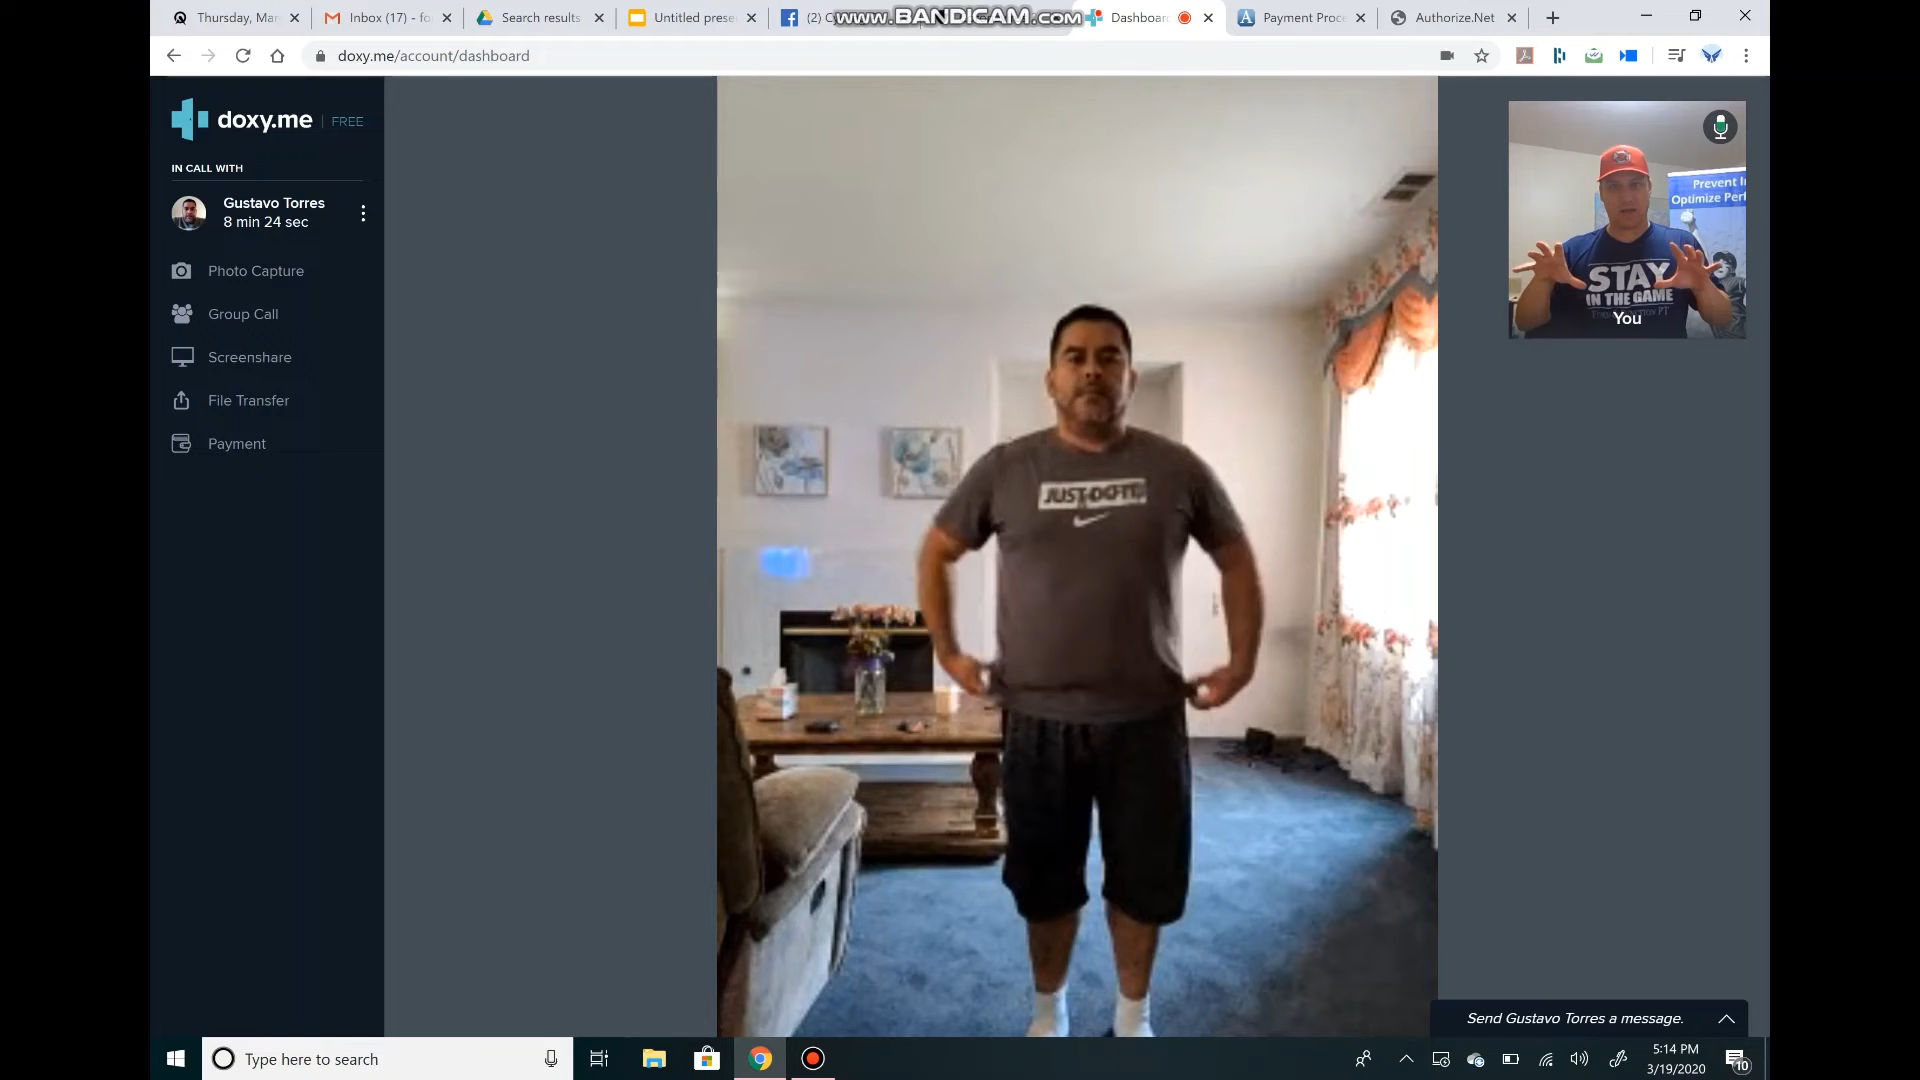 Thursday, Mar
Inbox (17) - fo
Search results
Untitled prese
(2) C
www.BANDICAM.com
Dashboar
Payment Proc
Authorize.Net
doxy.me/account/dashboard
doxy.me | FREE
IN CALL WITH
Gustavo Torres
8 min 24 sec
Photo Capture
Group Call
Screenshare
File Transfer
Payment
Prevent I
Optimize Perf
STAY
IN THE GAME
You
JUST DO IT.
Send Gustavo Torres a message.
Type here to search
5:14 PM
3/19/2020
10